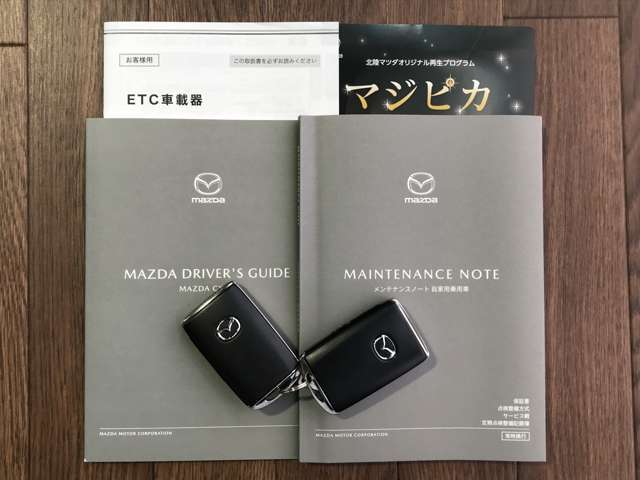 お客様用
この取扱書を必ずお読みください
ETC車載器
北陸マツダオリジナル再生プログラム
マジピカ
mazda
MAZDA DRIVER'S GUIDE
MAZDA
MAZDA MOTOR CORPORATION
mazda
MAINTENANCE NOTE
メンテナンスノート 自家用乗用車
保証書
点検整備方式
サービス網
定期点検整備記録簿
常時携行
MAZDA MOTOR CORPORATION